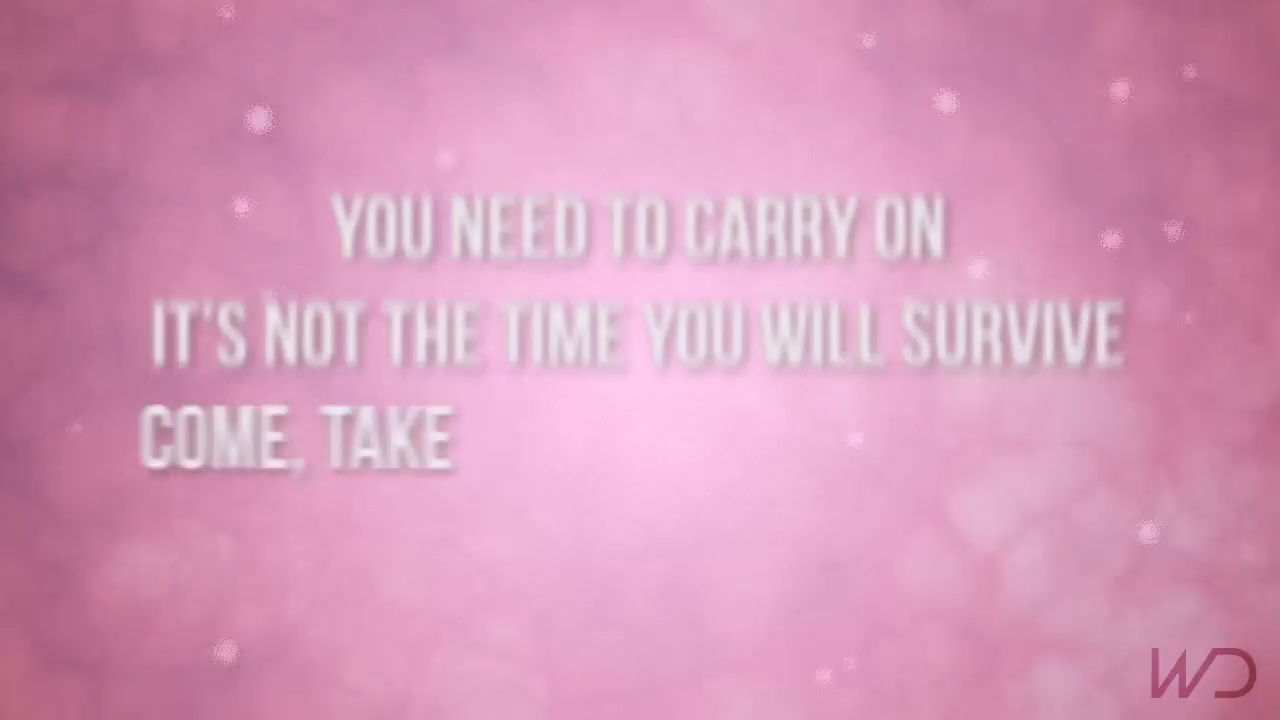 YOU NEED TO CARRY ON
IT'S NOT THE TIME YOU WILL SURVIVE
COME, TAKE
WD